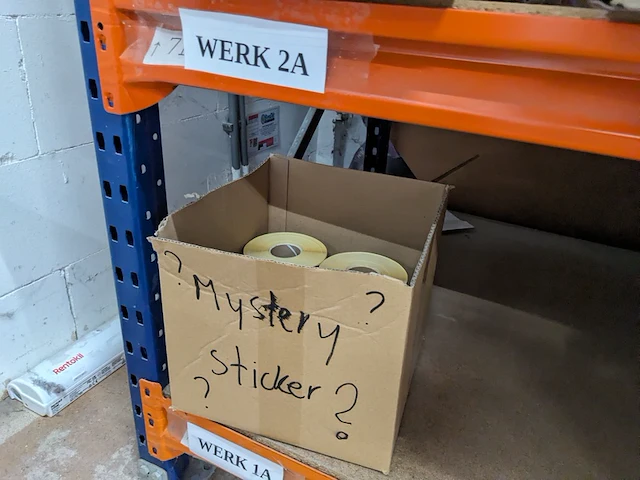 WERK 2A
? Mystery ?
? sticker ?
Rentokil
WERK 1A